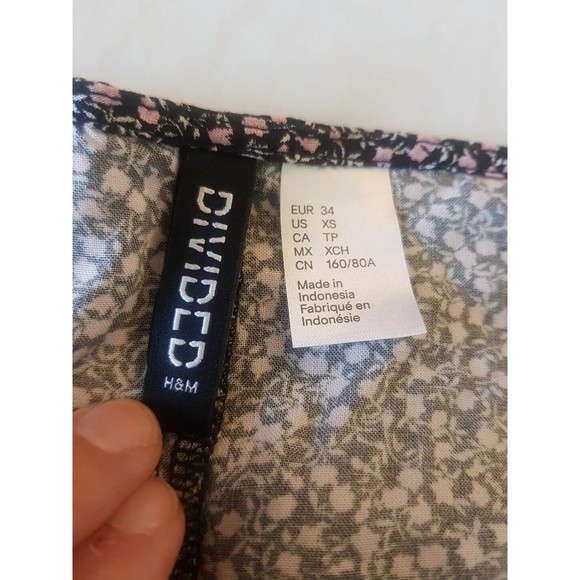 DIVIDED
H&M
EUR 34
US XS
CA TP
MX XCH
CN 160/80A
Made in
Indonesia
Fabriqué en
Indonésie